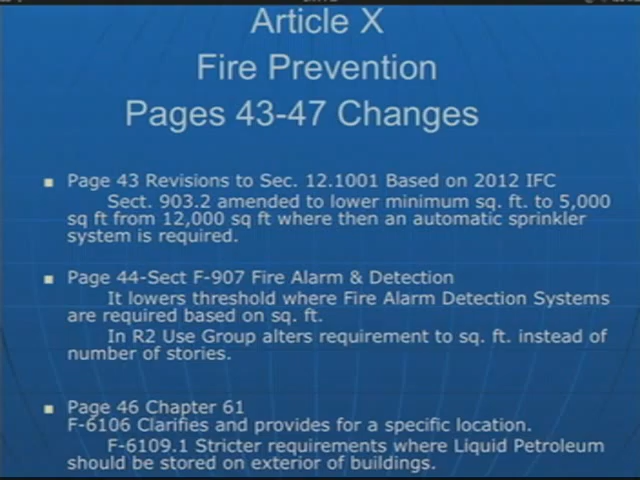 Article X
Fire Prevention
Pages 43-47 Changes
Page 43 Revisions to Sec. 12.1001 Based on 2012 IFC
Sect. 903.2 amended to lower minimum sq. ft. to 5,000
sq ft from 12,000 sq ft where then an automatic sprinkler
system is required.
Page 44-Sect F-907 Fire Alarm & Detection
It lowers threshold where Fire Alarm Detection Systems
are required based on sq. ft.
In R2 Use Group alters requirement to sq. ft. instead of
number of stories.
Page 46 Chapter 61
F-6106 Clarifies and provides for a specific location.
F-6109.1 Stricter requirements where Liquid Petroleum
should be stored on exterior of buildings.